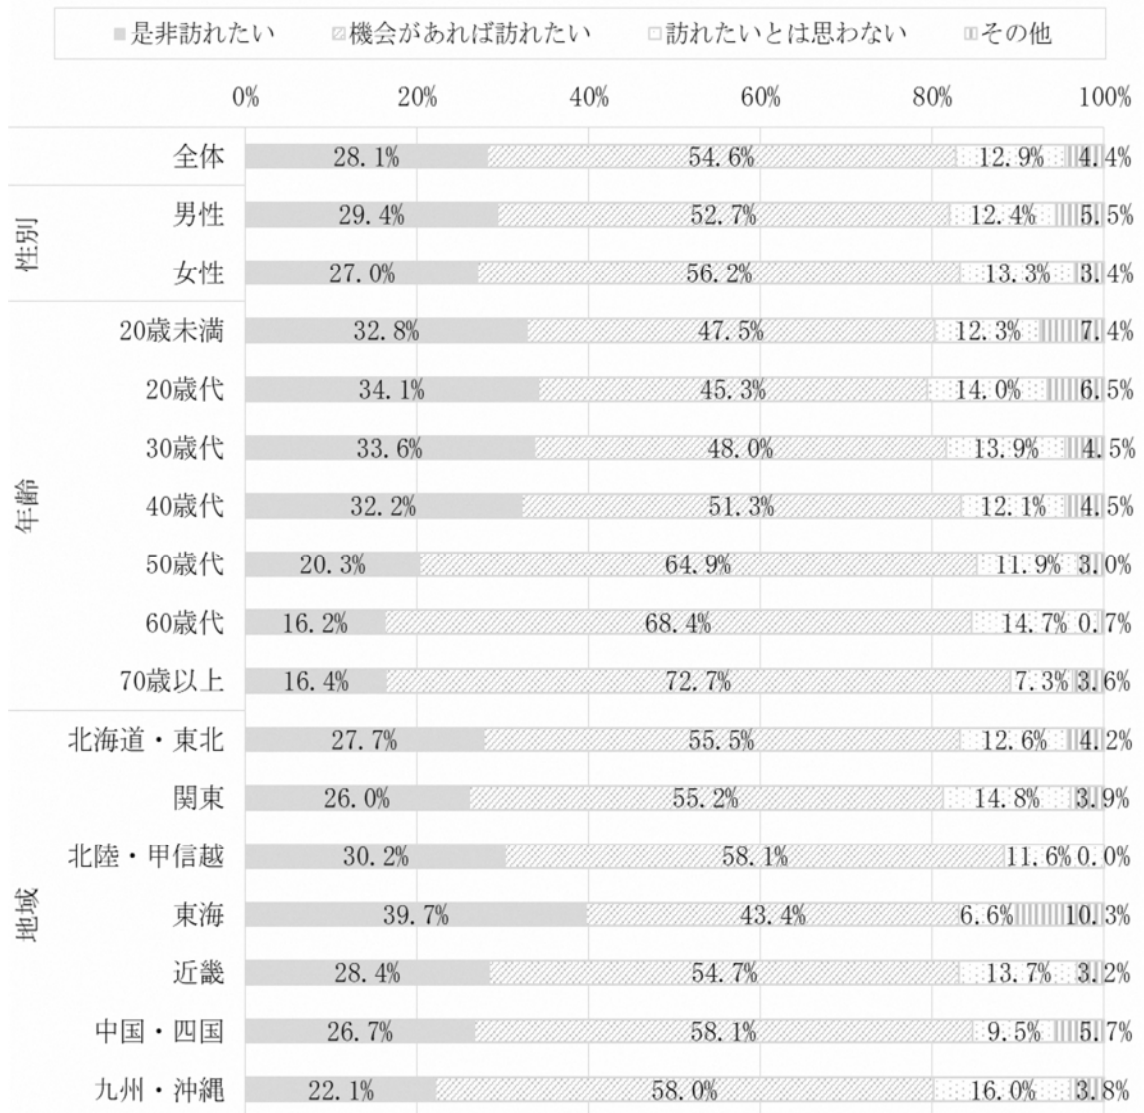 是非訪れたい 機会があれば訪れたい 訪れたいとは思わない その他
0% 20% 40% 60% 80% 100%
全体 28.1% 54.6% 12.9% 4.4%
性別
男性 29.4% 52.7% 12.4% 5.5%
女性 27.0% 56.2% 13.3% 3.4%
年齢
20歳未満 32.8% 47.5% 12.3% 7.4%
20歳代 34.1% 45.3% 14.0% 6.5%
30歳代 33.6% 48.0% 13.9% 4.5%
40歳代 32.2% 51.3% 12.1% 4.5%
50歳代 20.3% 64.9% 11.9% 3.0%
60歳代 16.2% 68.4% 14.7% 0.7%
70歳以上 16.4% 72.7% 7.3% 3.6%
地域
北海道・東北 27.7% 55.5% 12.6% 4.2%
関東 26.0% 55.2% 14.8% 3.9%
北陸・甲信越 30.2% 58.1% 11.6% 0.0%
東海 39.7% 43.4% 6.6% 10.3%
近畿 28.4% 54.7% 13.7% 3.2%
中国・四国 26.7% 58.1% 9.5% 5.7%
九州・沖縄 22.1% 58.0% 16.0% 3.8%